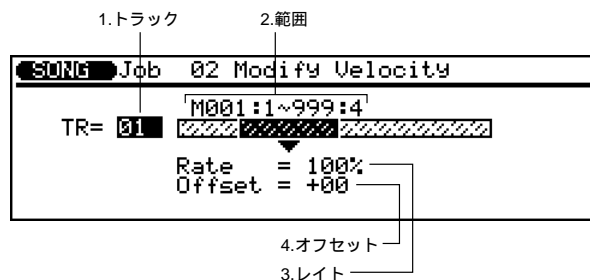 1.トラック 2.範囲
SONG Job 02 Modify Velocity
M001:1~999:4
TR= 01
Rate = 100%
Offset = +00
4.オフセット
3.レイト